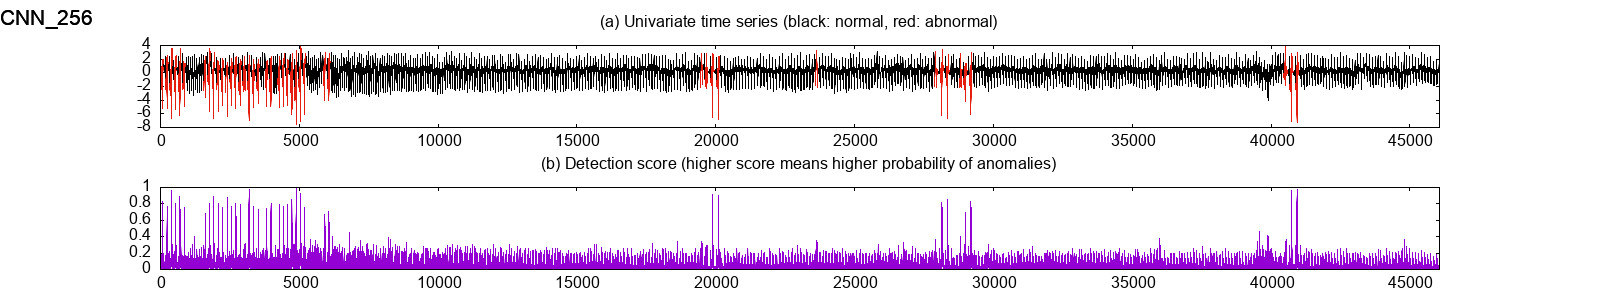 CNN_256
(a) Univariate time series (black: normal, red: abnormal)
4
2
0
-2
-4
-6
-8
0 5000 10000 15000 20000 25000 30000 35000 40000 45000
(b) Detection score (higher score means higher probability of anomalies)
1
0.8
0.6
0.4
0.2
0
0 5000 10000 15000 20000 25000 30000 35000 40000 45000